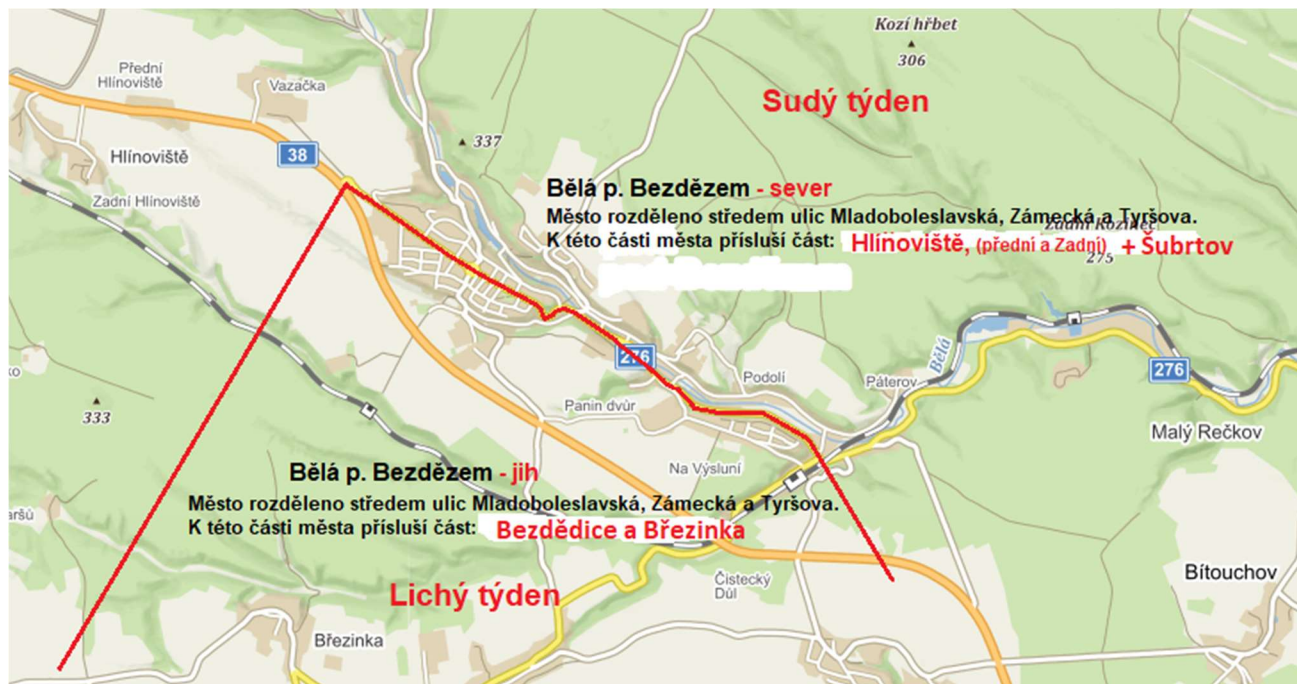 Kozí hřbet
306
Přední
Hlínoviště
Vazačka
Sudý týden
38
337
Hlínoviště
Zadní Hlínoviště
Bělá p. Bezdězem - sever
Město rozděleno středem ulic Mladoboleslavská, Zámecká a Tyršova.
Zadní Kozinec
K této části města přísluší část: Hlínoviště, (přední a Zadní) + Šubrtov
275
276
Bělá
Podolí
Páterov
276
333
Panin dvůr
Malý Rečkov
Na Výsluní
Bělá p. Bezdězem - jih
Město rozděleno středem ulic Mladoboleslavská, Zámecká a Tyršova.
K této části města přísluší část: Bezdědice a Březinka
Lichý týden
Čistecký
Důl
Bítouchov
Březinka